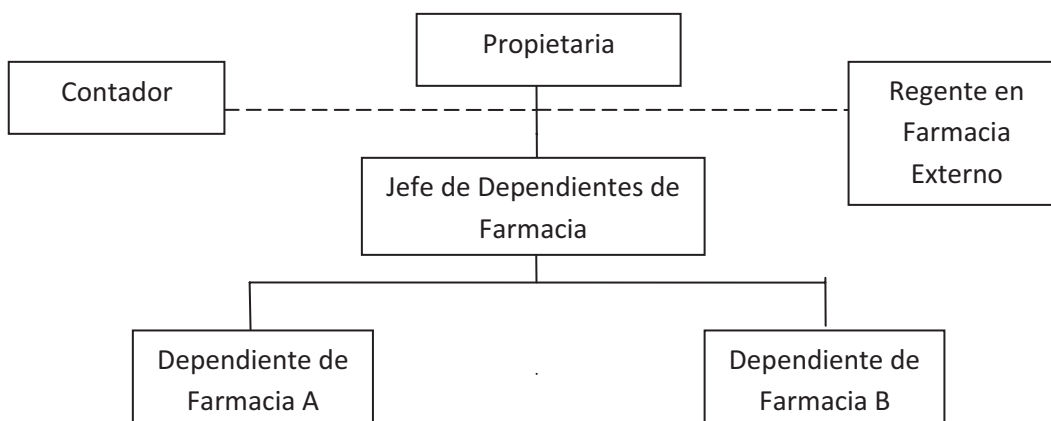 Propietaria
Contador
Regente en
Farmacia
Externo
Jefe de Dependientes de
Farmacia
Dependiente de
Farmacia A
Dependiente de
Farmacia B